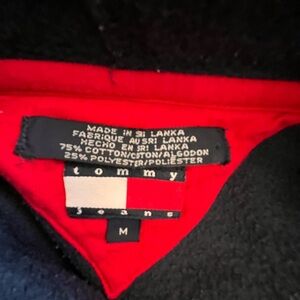 MADE IN SRI LANKA
FABRIQUE AU SRI LANKA
HECHO EN SRI LANKA
75% COTTON/COTON/ALGODON
25% POLYESTER/POLIESTER
tommy
jeans
M